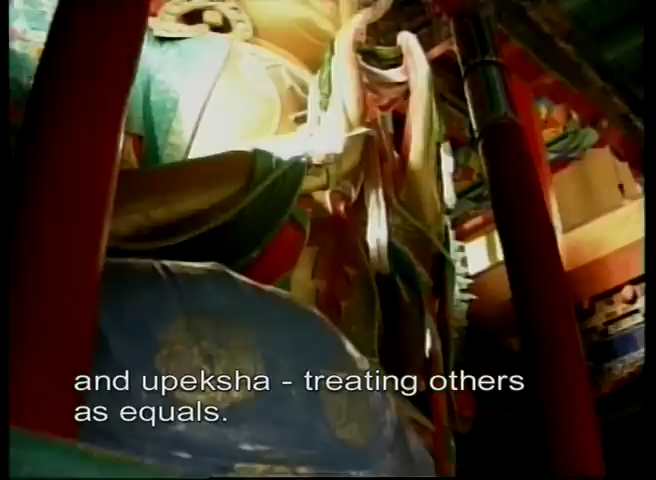 and upeksha - treating others
as equals.